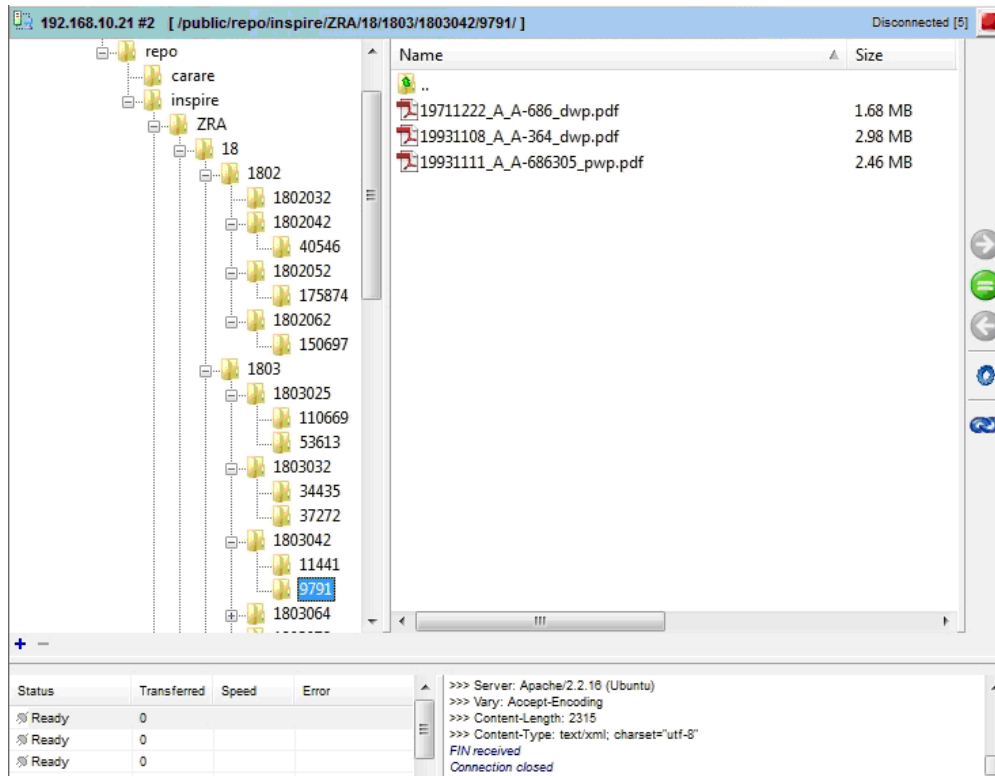 192.168.10.21 #2 [ /public/repo/inspire/ZRA/18/1803/1803042/9791/ ] Disconnected [5]
repo
carare
inspire
ZRA
18
1802
1802032
1802042
40546
1802052
175874
1802062
150697
1803
1803025
110669
53613
1803032
34435
37272
1803042
11441
9791
1803064
Name Size
..
19711222_A_A-686_dwp.pdf 1.68 MB
19931108_A_A-364_dwp.pdf 2.98 MB
19931111_A_A-686305_pwp.pdf 2.46 MB
Status Transferred Speed Error
Ready 0
Ready 0
Ready 0
>>> Server: Apache/2.2.16 (Ubuntu)
>>> Vary: Accept-Encoding
>>> Content-Length: 2315
>>> Content-Type: text/xml; charset="utf-8"
FIN received
Connection closed